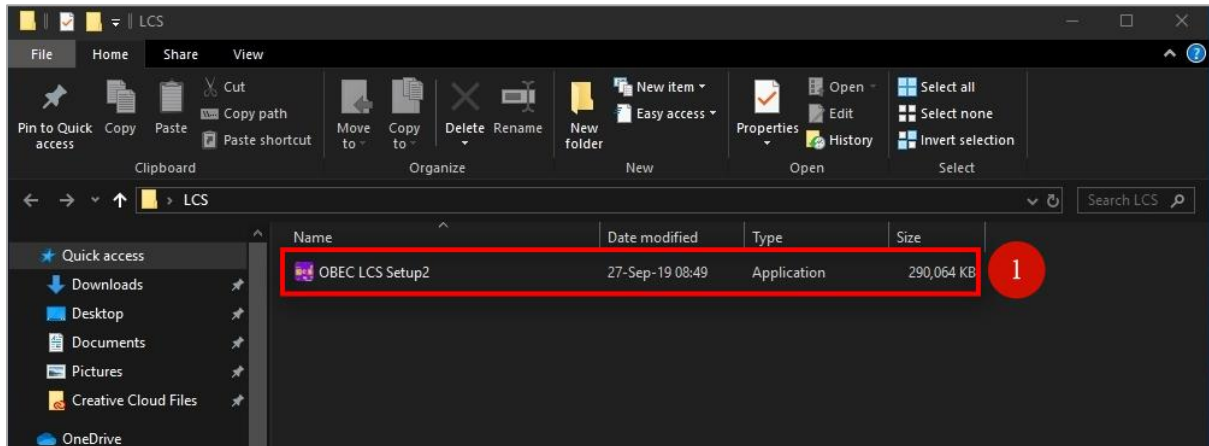 LCS
File Home Share View
Pin to Quick access
Copy
Paste
Cut
Copy path
Paste shortcut
Clipboard
Move to
Copy to
Delete
Rename
Organize
New folder
New item
Easy access
New
Properties
Open
Edit
History
Open
Select all
Select none
Invert selection
Select
LCS
Search LCS
Name Date modified Type Size
OBEC LCS Setup2 27-Sep-19 08:49 Application 290,064 KB
1
Quick access
Downloads
Desktop
Documents
Pictures
Creative Cloud Files
OneDrive